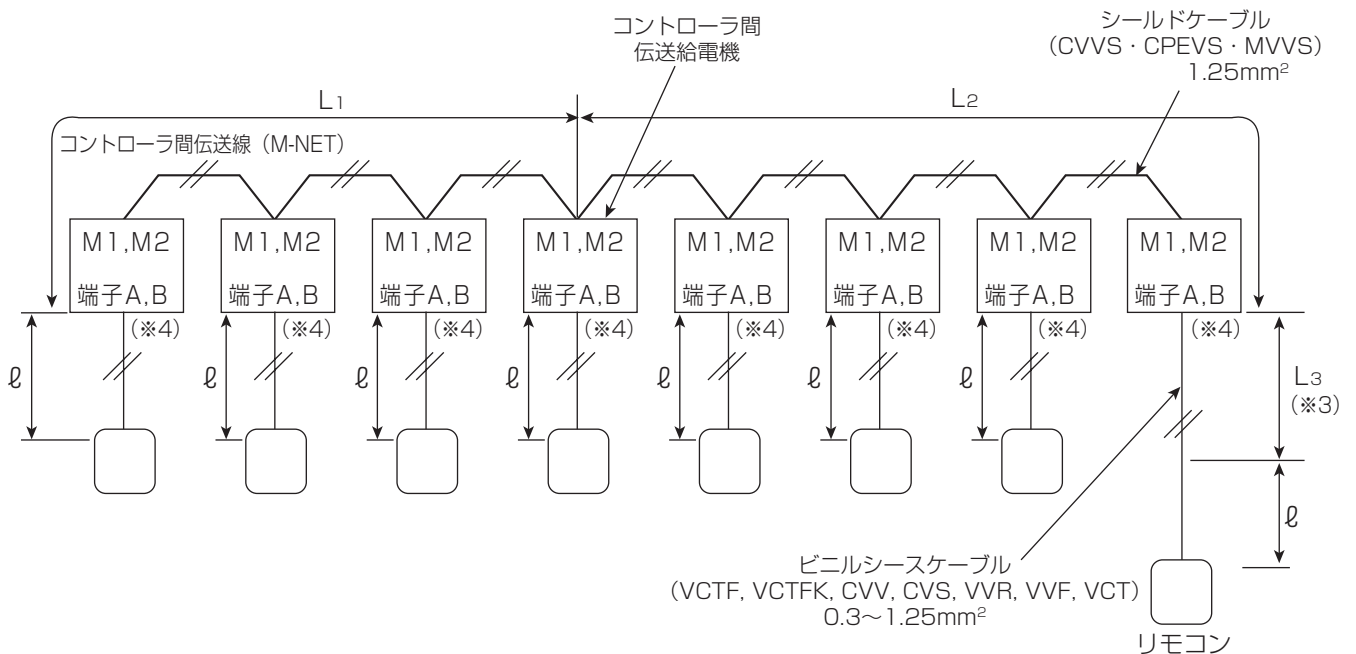 コントローラ間
伝送給電機
シールドケーブル
(CVVS・CPEVS・MVVS)
1.25mm²
L1
L2
コントローラ間伝送線(M-NET)
M1,M2
端子A,B
M1,M2
端子A,B
M1,M2
端子A,B
M1,M2
端子A,B
M1,M2
端子A,B
M1,M2
端子A,B
M1,M2
端子A,B
M1,M2
端子A,B
(※4)
(※4)
(※4)
(※4)
(※4)
(※4)
(※4)
(※4)
ℓ
ℓ
ℓ
ℓ
ℓ
ℓ
ℓ
L3
(※3)
ℓ
ビニルシースケーブル
(VCTF, VCTFK, CVV, CVS, VVR, VVF, VCT)
0.3~1.25mm²
リモコン